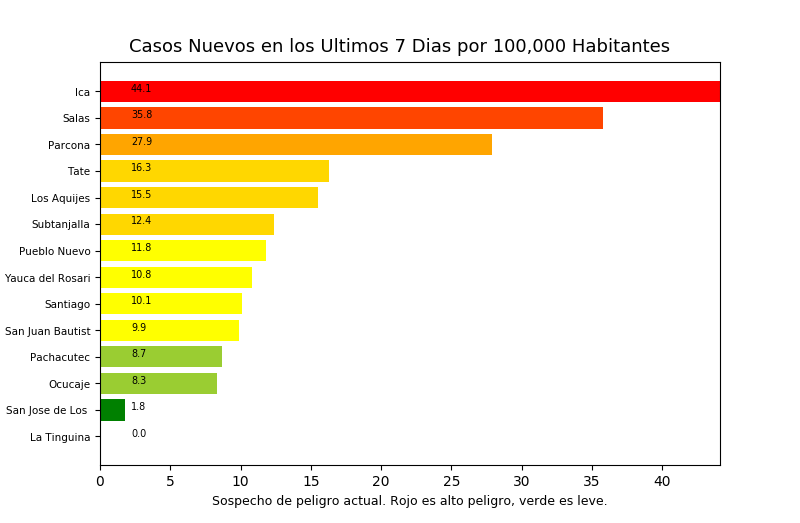 Casos Nuevos en los Ultimos 7 Dias por 100,000 Habitantes
Ica 44.1
Salas 35.8
Parcona 27.9
Tate 16.3
Los Aquijes 15.5
Subtanjalla 12.4
Pueblo Nuevo 11.8
Yauca del Rosari 10.8
Santiago 10.1
San Juan Bautist 9.9
Pachacutec 8.7
Ocucaje 8.3
San Jose de Los 1.8
La Tinguina 0.0
0 5 10 15 20 25 30 35 40
Sospecho de peligro actual. Rojo es alto peligro, verde es leve.